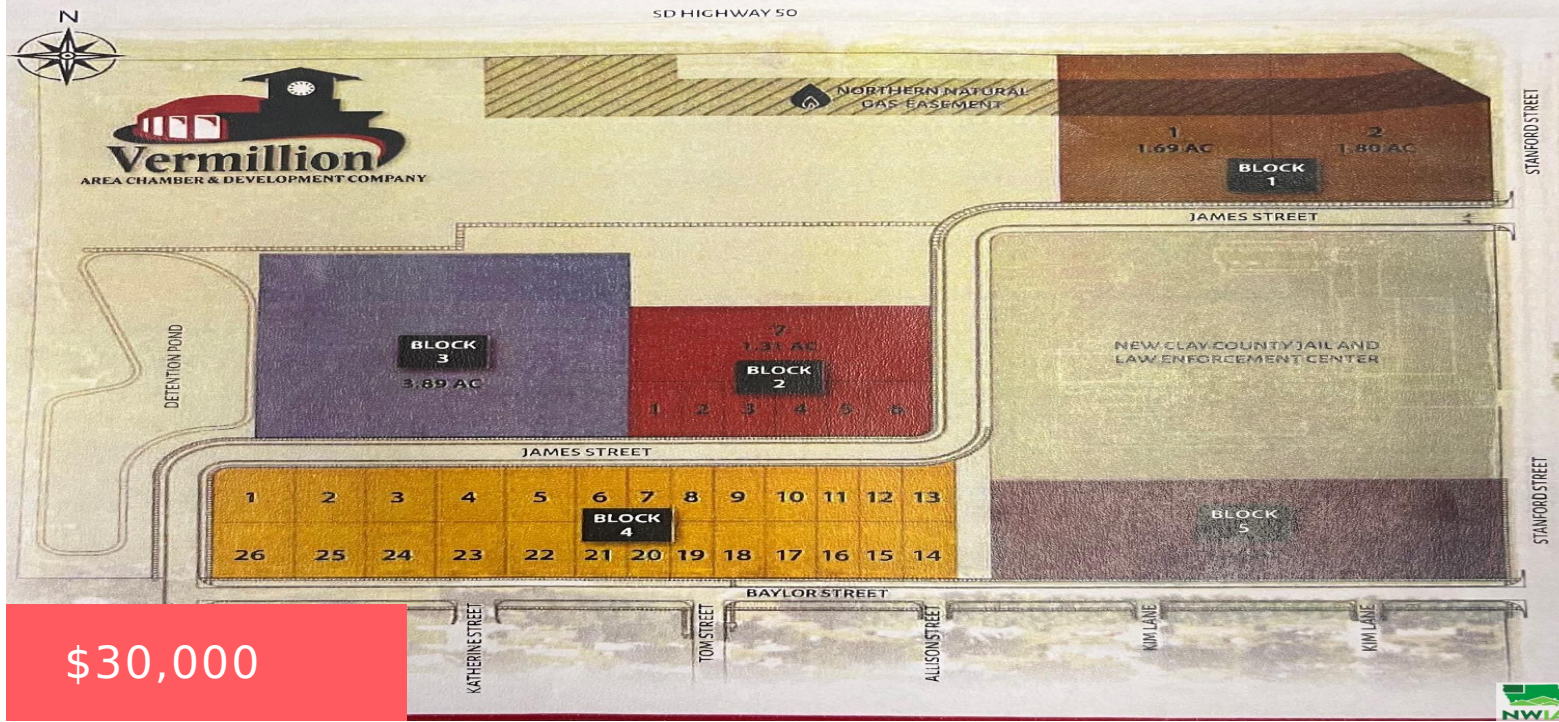 N
SD HIGHWAY 50
Vermillion
AREA CHAMBER & DEVELOPMENT COMPANY
NORTHERN NATURAL
GAS EASEMENT
1
1.69 AC
2
1.80 AC
BLOCK
1
STANFORD STREET
JAMES STREET
DETENTION POND
BLOCK
3
3.89 AC
7
1.31 AC
BLOCK
2
1 2 3 4 5 6
NEW CLAY COUNTY JAIL AND
LAW ENFORCEMENT CENTER
JAMES STREET
1 2 3 4 5 6 7 8 9 10 11 12 13
BLOCK
4
26 25 24 23 22 21 20 19 18 17 16 15 14
BLOCK
5
STANFORD STREET
BAYLOR STREET
KATHERINE STREET
TOM STREET
ALLISON STREET
KIM LANE
KIM LANE
$30,000